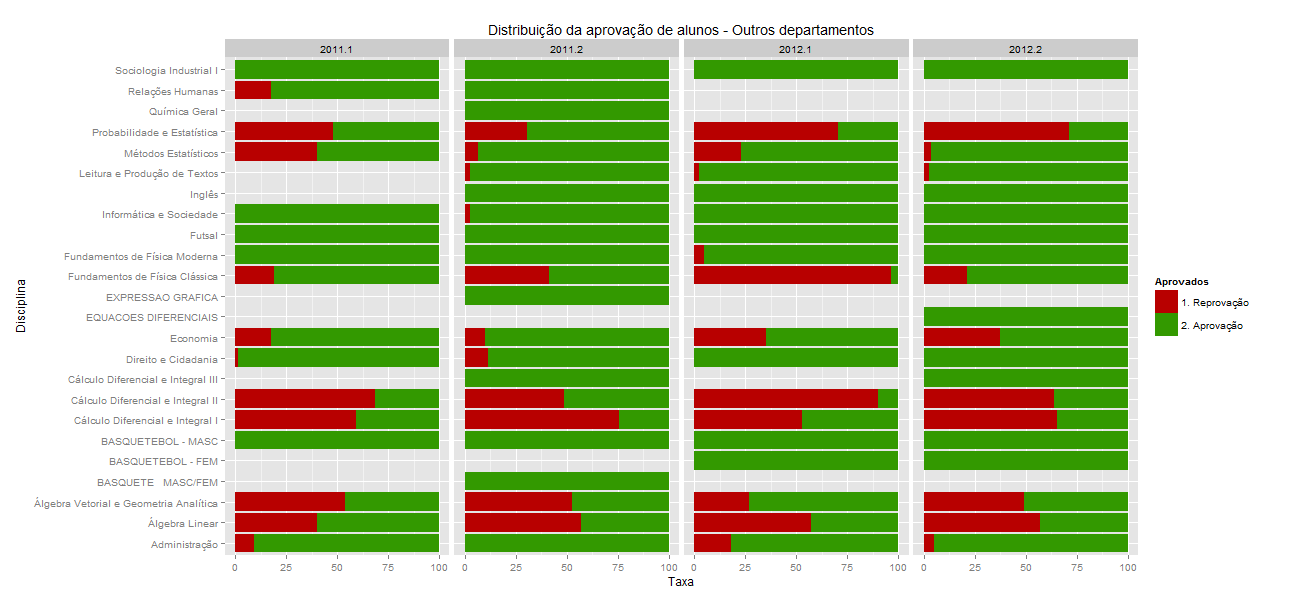 Distribuição da aprovação de alunos - Outros departamentos
2011.1 2011.2 2012.1 2012.2
Sociologia Industrial I
Relações Humanas
Química Geral
Probabilidade e Estatística
Métodos Estatísticos
Leitura e Produção de Textos
Inglês
Informática e Sociedade
Futsal
Fundamentos de Física Moderna
Fundamentos de Física Clássica
EXPRESSAO GRAFICA
EQUACOES DIFERENCIAIS
Economia
Direito e Cidadania
Cálculo Diferencial e Integral III
Cálculo Diferencial e Integral II
Cálculo Diferencial e Integral I
BASQUETEBOL - MASC
BASQUETEBOL - FEM
BASQUETE MASC/FEM
Álgebra Vetorial e Geometria Analítica
Álgebra Linear
Administração
Disciplina
0 25 50 75 100 0 25 50 75 100 0 25 50 75 100 0 25 50 75 100
Taxa
Aprovados
1. Reprovação
2. Aprovação